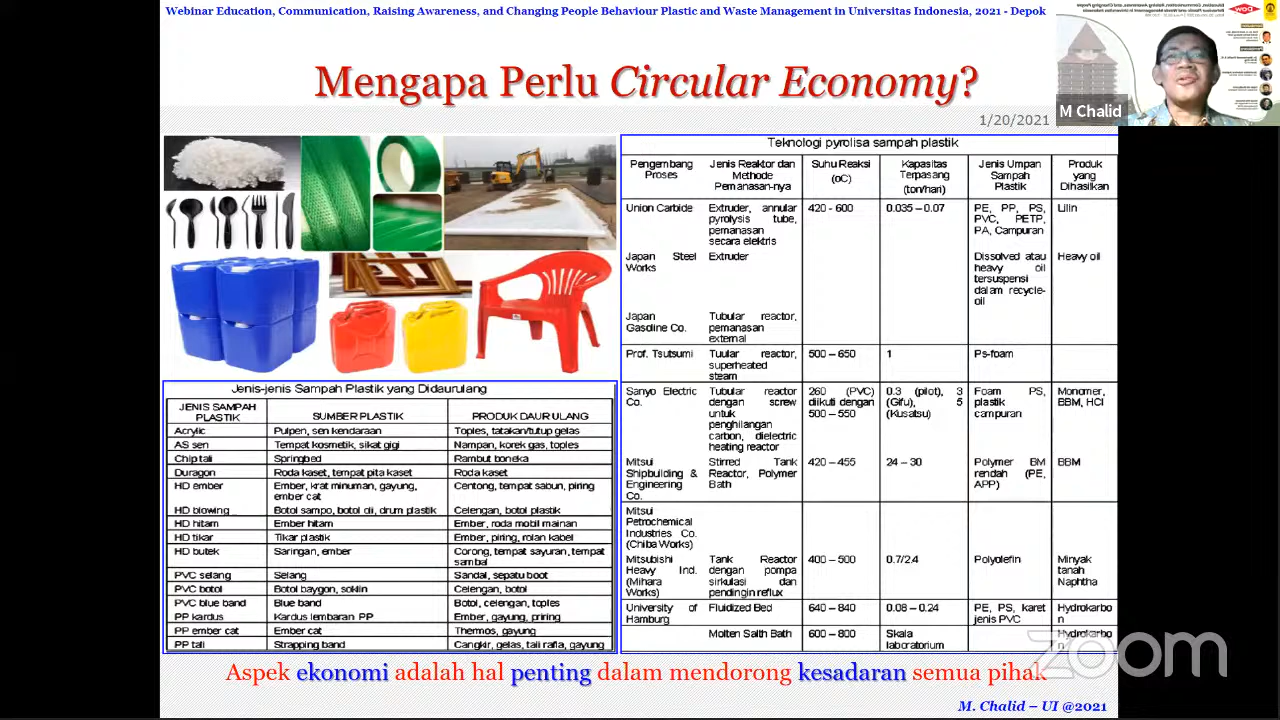 Webinar Education, Communication, Raising Awareness, and Changing People Behaviour Plastic and Waste Management in Universitas Indonesia, 2021 - Depok
Mengapa Perlu Circular Economy?
1/20/2021
M Chalid
Jenis-jenis Sampah Plastik yang Didaurulang
JENIS SAMPAH PLASTIK SUMBER PLASTIK PRODUK DAUR ULANG
Acrylic Pulpen, sen kendaraan Toples, tatakan/tutup gelas
AS sen Tempat kosmetik, sikat gigi Nampan, korek gas, toples
Chip tali Springbed Rambut boneka
Duragon Roda kaset, tempat pita kaset Roda kaset
HD ember Ember, krat minuman, gayung, ember cat Centong, tempat sabun, piring
HD blowing Botol sampo, botol oli, drum plastik Celengan, botol plastik
HD hitam Ember hitam Ember, roda mobil mainan
HD tikar Tikar plastik Ember, piring, rolan kabel
HD butek Saringan, ember Corong, tempat sayuran, tempat sambal
PVC selang Selang Sandal, sepatu boot
PVC botol Botol baygon, soklin Celengan, botol
PVC blue band Blue band Botol, celengan, toples
PP kardus Kardus lembaran PP Ember, gayung, priring
PP ember cat Ember cat Thermos, gayung
PP tali Strapping band Cangkir, gelas, tali rafia, gayung
Teknologi pyrolisa sampah plastik
Pengembang Proses Jenis Reaktor dan Methode Pemanasan-nya Suhu Reaksi (oC) Kapasitas Terpasang (ton/hari) Jenis Umpan Sampah Plastik Produk yang Dihasilkan
Union Carbide Extruder, annular pyrolysis tube, pemanasan secara elektris 420 - 600 0.035 – 0.07 PE, PP, PS, PVC, PETP, PA, Campuran Lilin
Japan Steel Works Extruder Dissolved atau heavy oil tersuspensi dalam recycle-oil Heavy oil
Japan Gasoline Co. Tubular reactor, pemanasan external
Prof. Tsutsumi Tuular reactor, superheated steam 500 – 650 1 Ps-foam
Sanyo Electric Co. Tubular reactor dengan screw untuk penghilangan carbon, dielectric heating reactor 260 (PVC) diikuti dengan 500 – 550 0.3 (pilot), 3 (Gifu), 5 (Kusatsu) Foam PS, plastik campuran Monomer, BBM, HCl
Mitsui Shipbuilding & Engineering Co. Stirred Tank Reactor, Polymer Bath 420 – 455 24 – 30 Polymer BM rendah (PE, APP) BBM
Mitsui Petrochemical Industries Co. (Chiba Works)
Mitsubishi Heavy Ind. (Mihara Works) Tank Reactor dengan pompa sirkulasi dan pendingin reflux 400 – 500 0.7/2.4 Polyolefin Minyak tanah Naphtha
University of Hamburg Fluidized Bed 640 – 840 0.08 – 0.24 PE, PS, karet jenis PVC Hydrokarbon
Molten Salth Bath 600 – 800 Skala laboratorium Hydrokarbon
Aspek ekonomi adalah hal penting dalam mendorong kesadaran semua pihak
M. Chalid – UI @2021
zoom